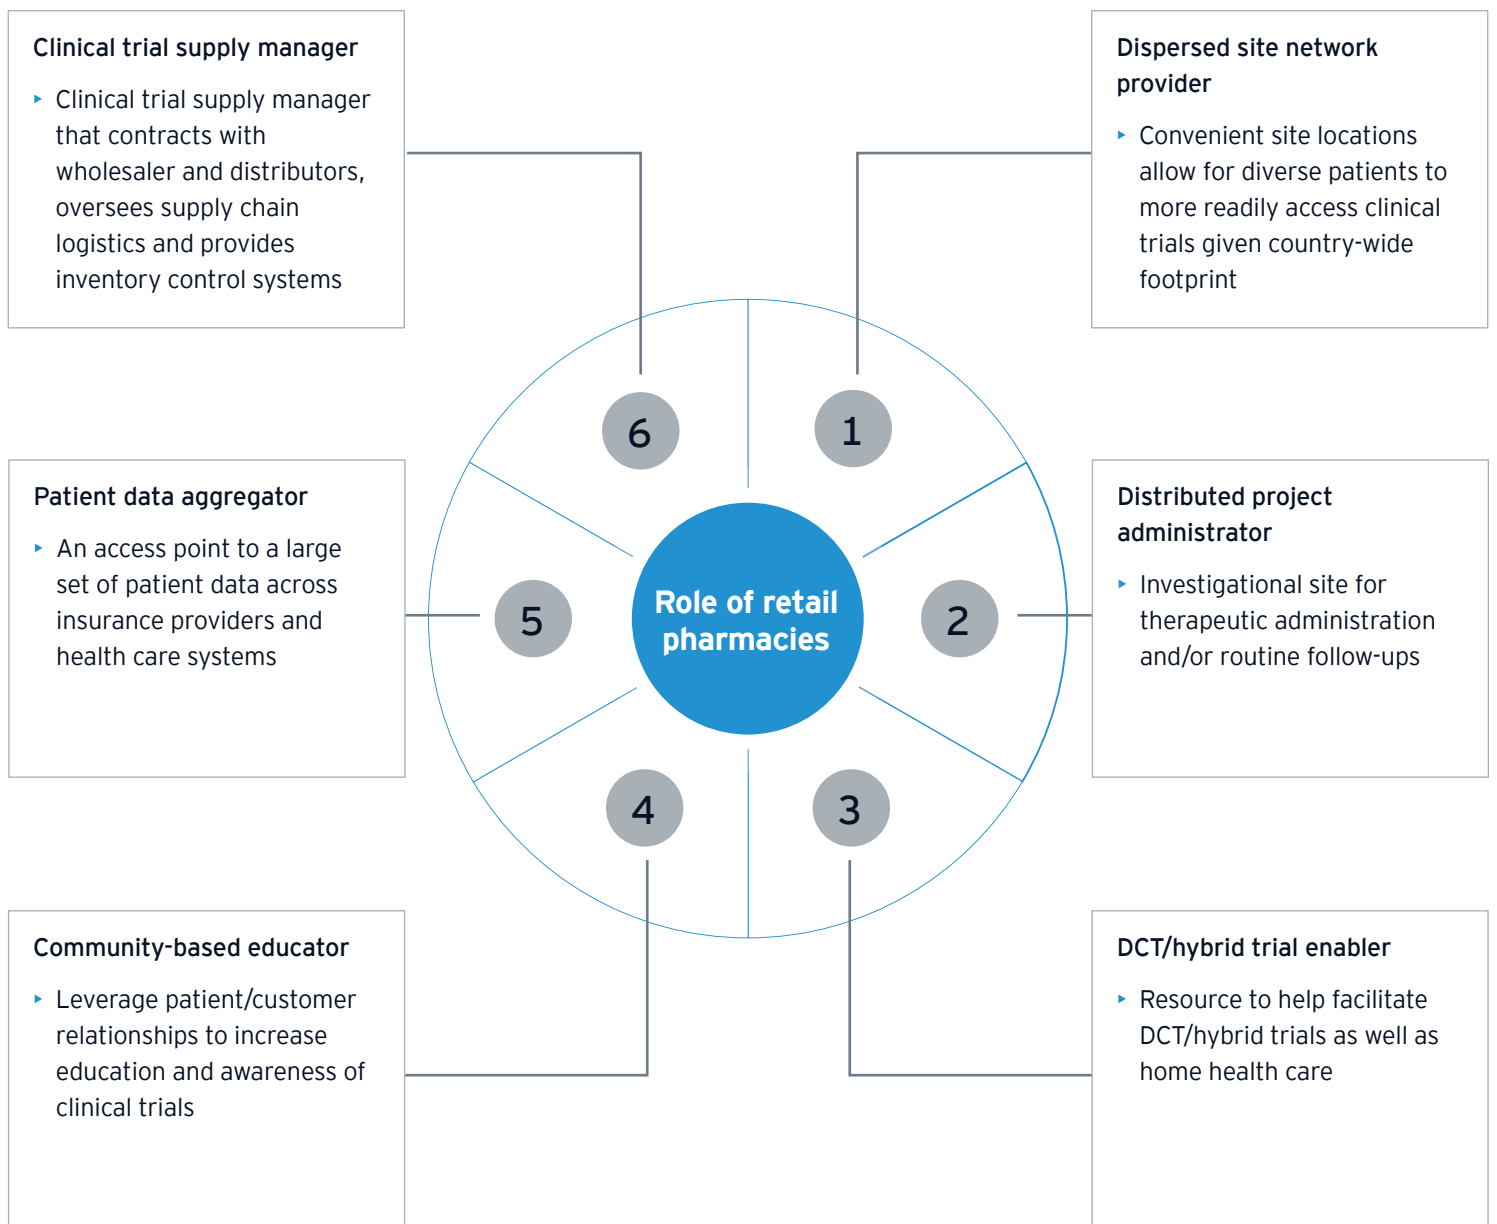 Clinical trial supply manager
‣ Clinical trial supply manager
that contracts with
wholesaler and distributors,
oversees supply chain
logistics and provides
inventory control systems
Dispersed site network
provider
‣ Convenient site locations
allow for diverse patients to
more readily access clinical
trials given country-wide
footprint
6
1
Patient data aggregator
‣ An access point to a large
set of patient data across
insurance providers and
health care systems
5
Role of retail
pharmacies
2
Distributed project
administrator
‣ Investigational site for
therapeutic administration
and/or routine follow-ups
4
3
Community-based educator
‣ Leverage patient/customer
relationships to increase
education and awareness of
clinical trials
DCT/hybrid trial enabler
‣ Resource to help facilitate
DCT/hybrid trials as well as
home health care